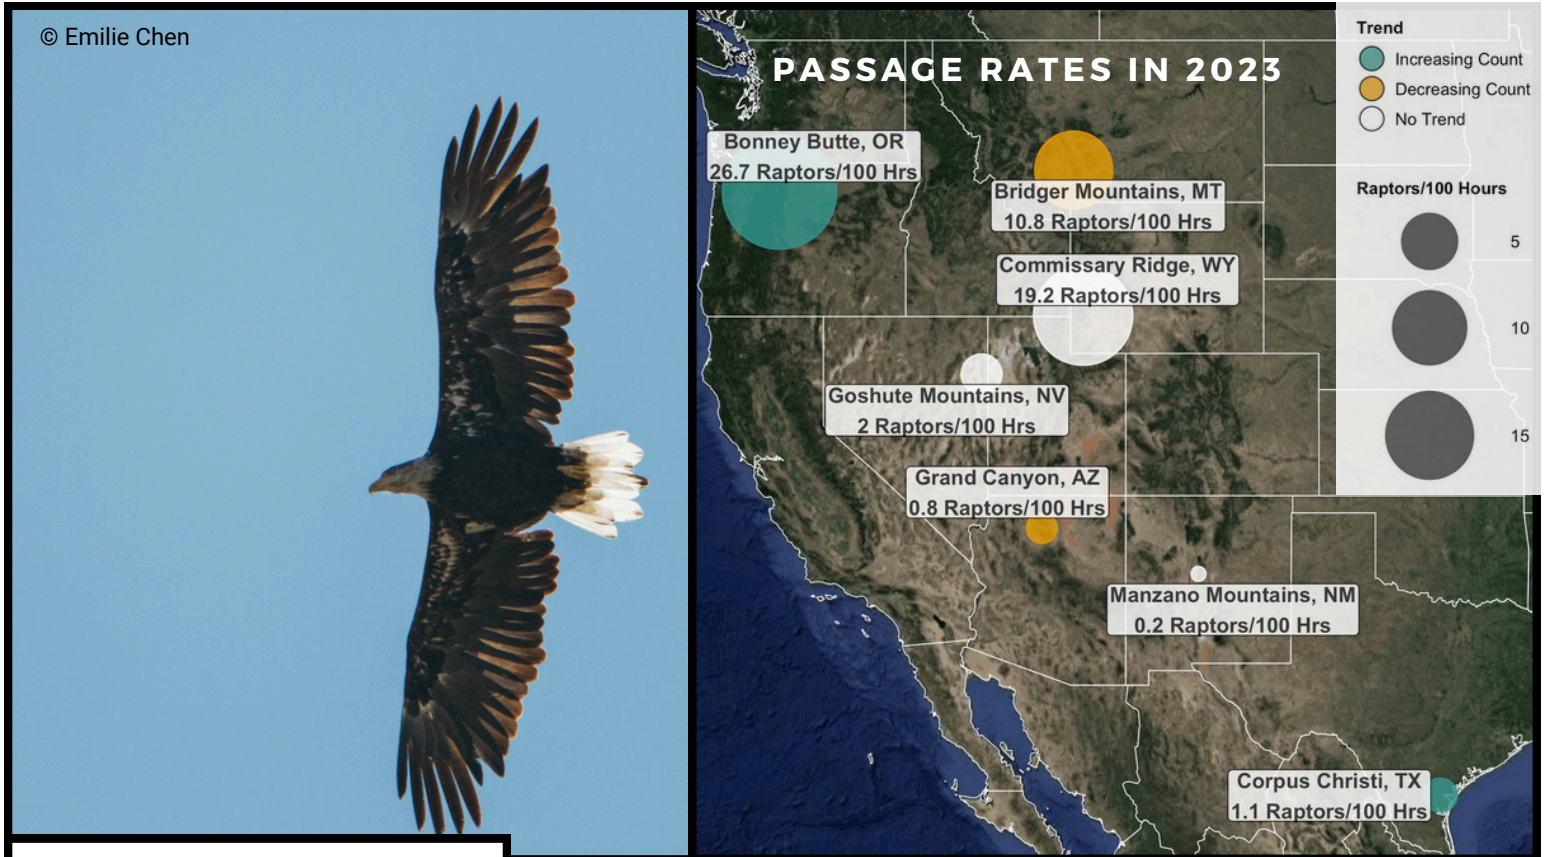 © Emilie Chen
PASSAGE RATES IN 2023
Trend
Increasing Count
Decreasing Count
No Trend
Raptors/100 Hours
5
10
15
Bonney Butte, OR
26.7 Raptors/100 Hrs
Bridger Mountains, MT
10.8 Raptors/100 Hrs
Commissary Ridge, WY
19.2 Raptors/100 Hrs
Goshute Mountains, NV
2 Raptors/100 Hrs
Grand Canyon, AZ
0.8 Raptors/100 Hrs
Manzano Mountains, NM
0.2 Raptors/100 Hrs
Corpus Christi, TX
1.1 Raptors/100 Hrs